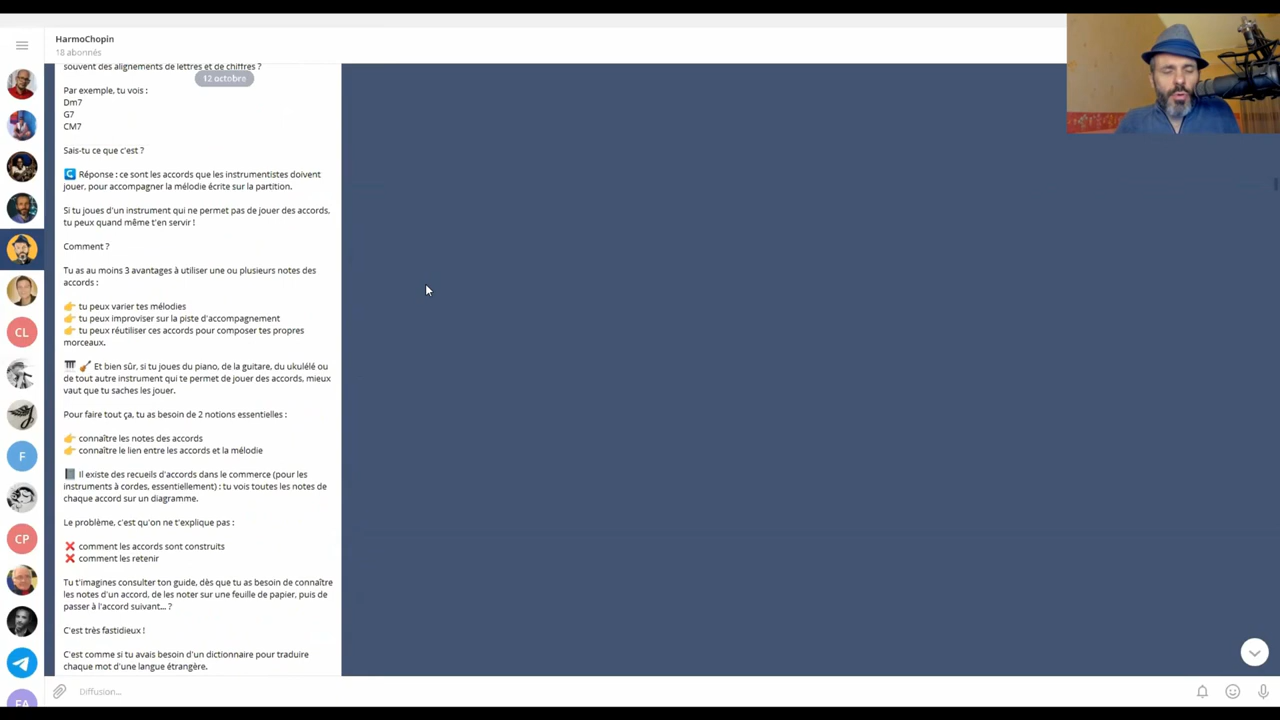 HarmoChopin
18 abonnés
souvent des alignements de lettres et de chiffres ?
12 octobre
Par exemple, tu vois :
Dm7
G7
CM7
Sais-tu ce que c'est ?
C Réponse : ce sont les accords que les instrumentistes doivent
jouer, pour accompagner la mélodie écrite sur la partition.
Si tu joues d'un instrument qui ne permet pas de jouer des accords,
tu peux quand même t'en servir !
Comment ?
Tu as au moins 3 avantages à utiliser une ou plusieurs notes des
accords :
👉 tu peux varier tes mélodies
👉 tu peux improviser sur la piste d'accompagnement
👉 tu peux réutiliser ces accords pour composer tes propres
morceaux.
🎹 🎸 Et bien sûr, si tu joues du piano, de la guitare, du ukulélé ou
de tout autre instrument qui te permet de jouer des accords, mieux
vaut que tu saches les jouer.
Pour faire tout ça, tu as besoin de 2 notions essentielles :
👉 connaître les notes des accords
👉 connaître le lien entre les accords et la mélodie
📓 Il existe des recueils d'accords dans le commerce (pour les
instruments à cordes, essentiellement) : tu vois toutes les notes de
chaque accord sur un diagramme.
Le problème, c'est qu'on ne t'explique pas :
❌ comment les accords sont construits
❌ comment les retenir
Tu t'imagines consulter ton guide, dès que tu as besoin de connaître
les notes d'un accord, de les noter sur une feuille de papier, puis de
passer à l'accord suivant... ?
C'est très fastidieux !
C'est comme si tu avais besoin d'un dictionnaire pour traduire
chaque mot d'une langue étrangère.
Diffusion...
CL
F
CP
FA